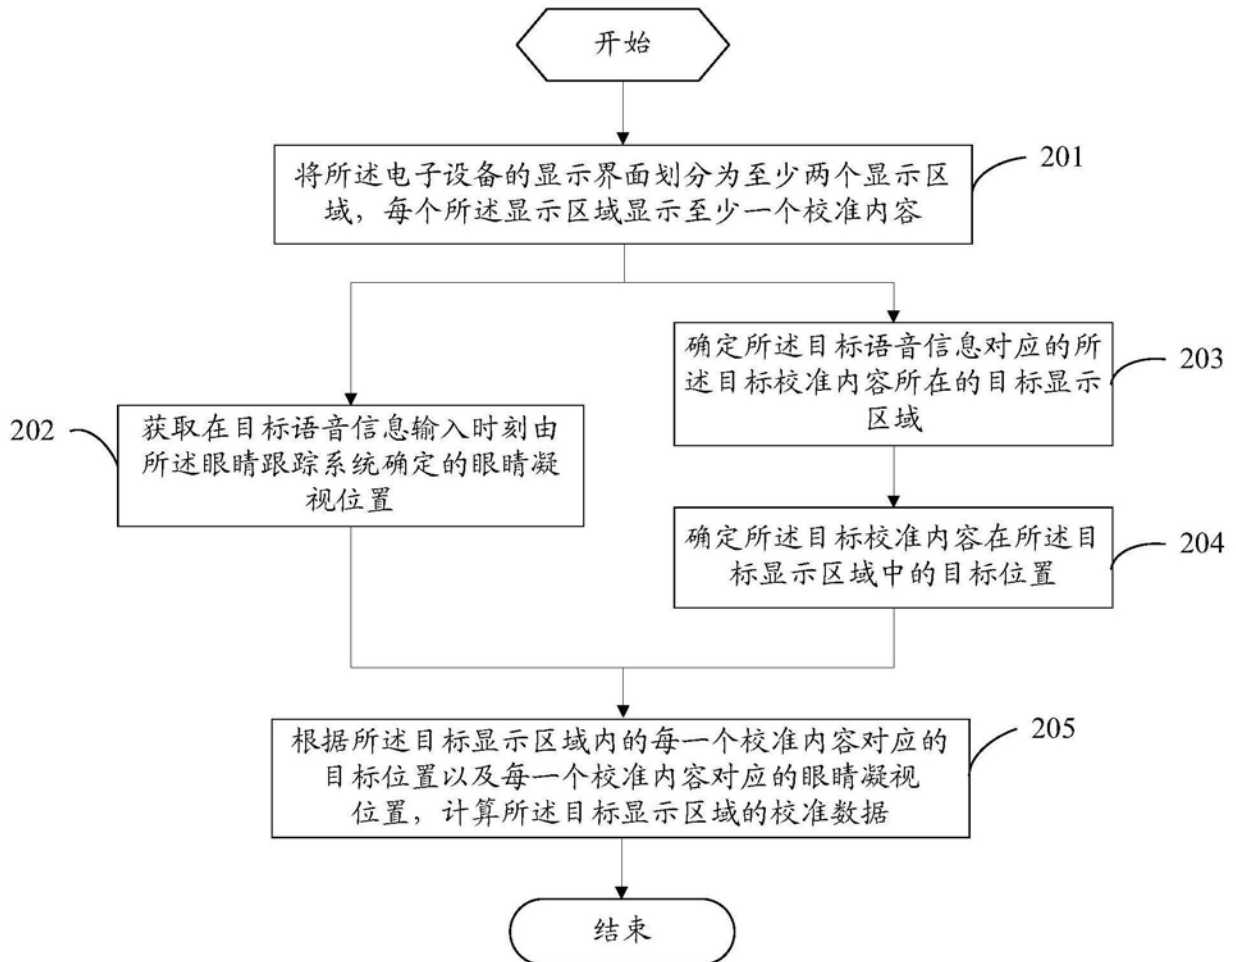 开始
201
将所述电子设备的显示界面划分为至少两个显示区
域，每个所述显示区域显示至少一个校准内容
203
确定所述目标语音信息对应的所
述目标校准内容所在的目标显示
区域
202
获取在目标语音信息输入时刻由
所述眼睛跟踪系统确定的眼睛凝
视位置
204
确定所述目标校准内容在所述目
标显示区域中的目标位置
205
根据所述目标显示区域内的每一个校准内容对应的
目标位置以及每一个校准内容对应的眼睛凝视
位置，计算所述目标显示区域的校准数据
结束